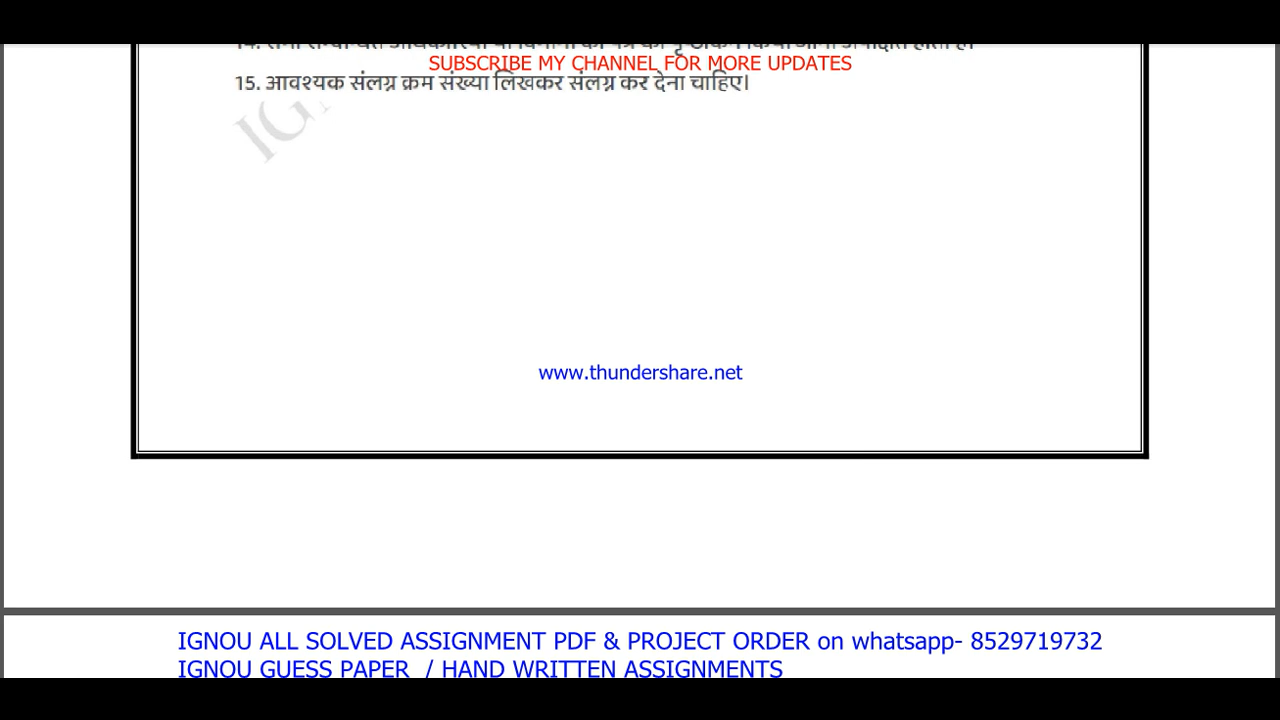 SUBSCRIBE MY CHANNEL FOR MORE UPDATES
15. आवश्यक संलग्न क्रम संख्या लिखकर संलग्न कर देना चाहिए।
www.thundershare.net
IGNOU ALL SOLVED ASSIGNMENT PDF & PROJECT ORDER on whatsapp- 8529719732
IGNOU GUESS PAPER / HAND WRITTEN ASSIGNMENTS